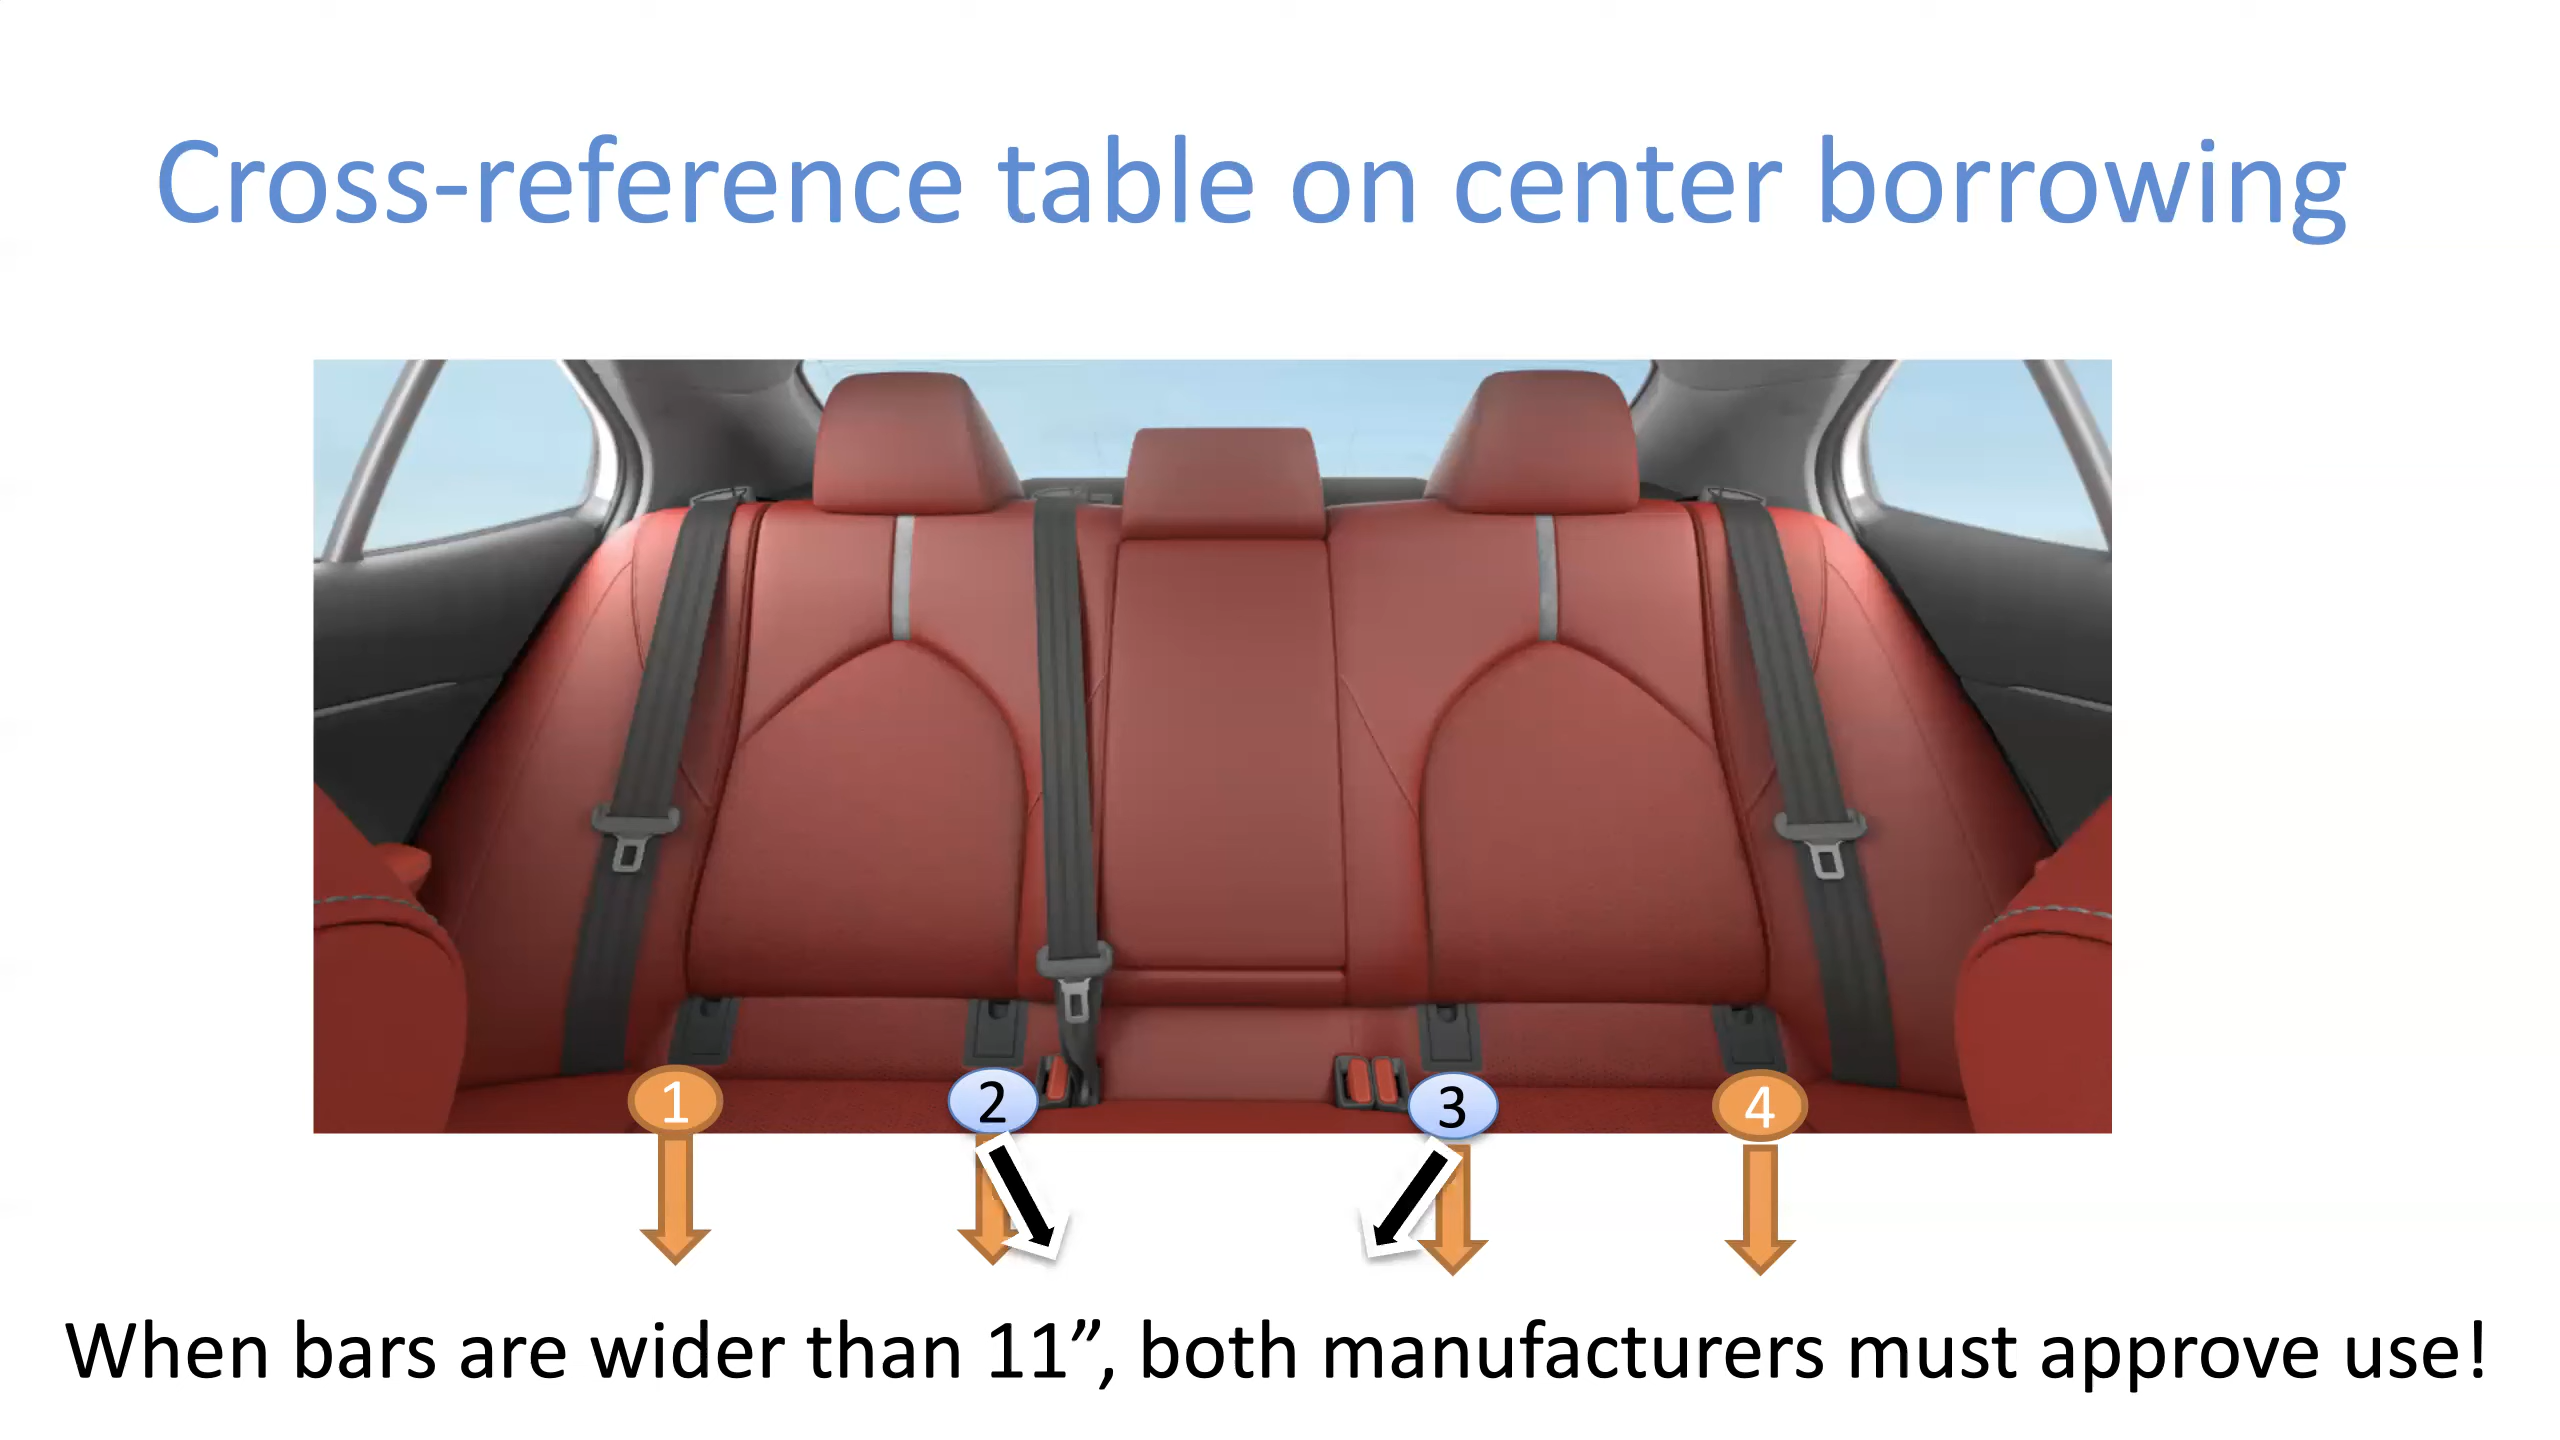 Cross-reference table on center borrowing
1 2 3 4
When bars are wider than 11”, both manufacturers must approve use!